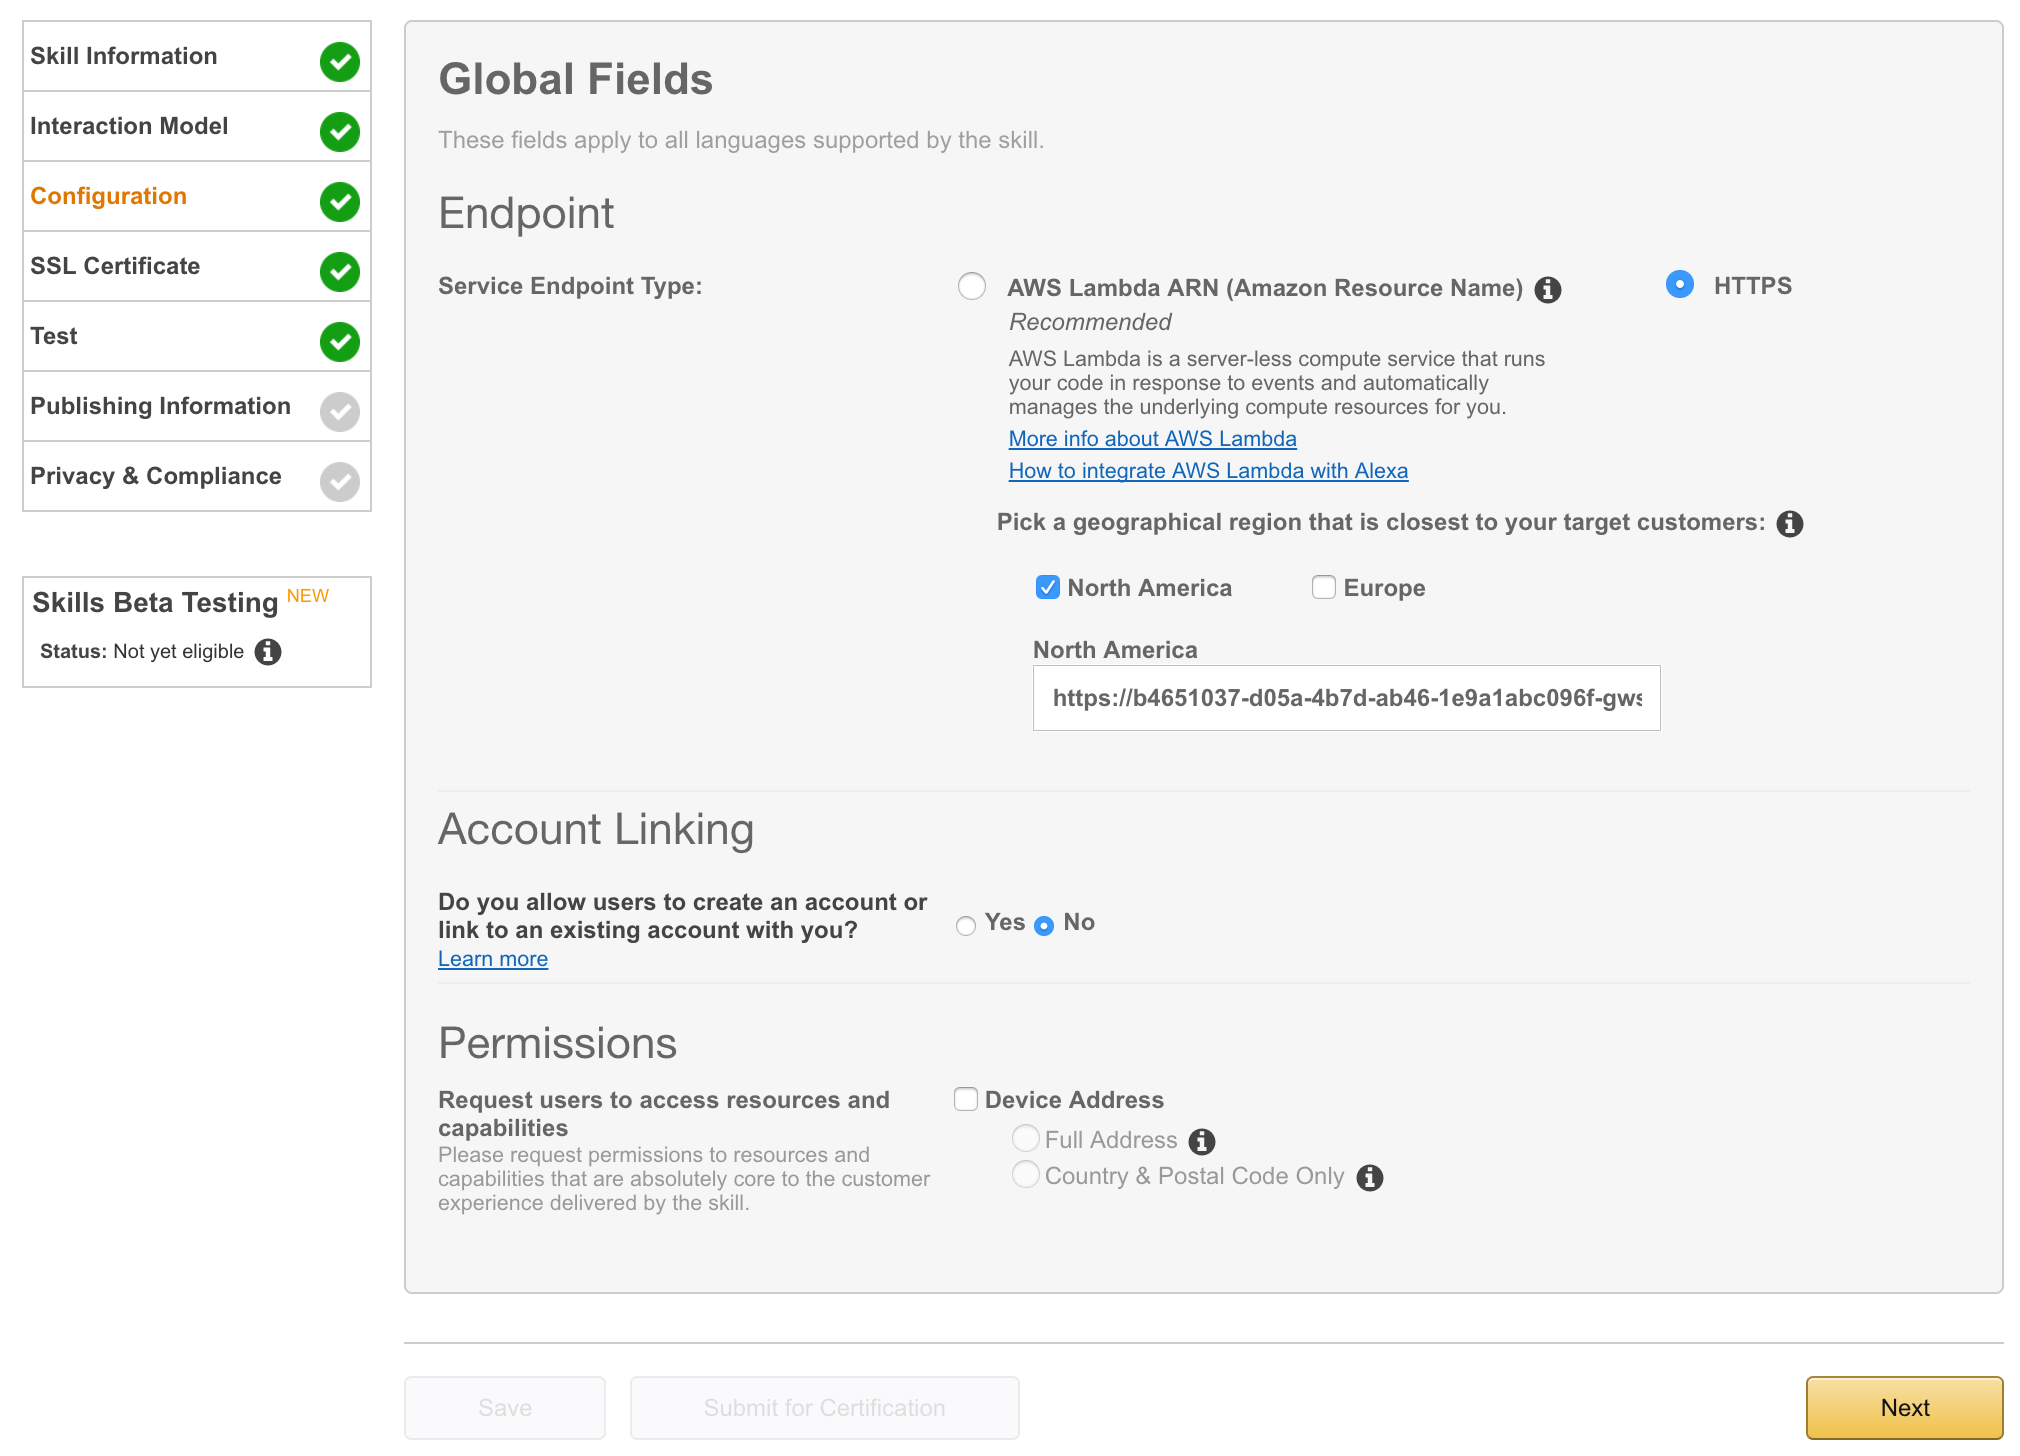 Skill Information
Interaction Model
Configuration
SSL Certificate
Test
Publishing Information
Privacy & Compliance
Skills Beta Testing NEW
Status: Not yet eligible
Global Fields
These fields apply to all languages supported by the skill.
Endpoint
Service Endpoint Type:
AWS Lambda ARN (Amazon Resource Name)
HTTPS
Recommended
AWS Lambda is a server-less compute service that runs
your code in response to events and automatically
manages the underlying compute resources for you.
More info about AWS Lambda
How to integrate AWS Lambda with Alexa
Pick a geographical region that is closest to your target customers:
North America
Europe
North America
https://b4651037-d05a-4b7d-ab46-1e9a1abc096f-gws
Account Linking
Do you allow users to create an account or
link to an existing account with you?
Learn more
Yes No
Permissions
Request users to access resources and
capabilities
Please request permissions to resources and
capabilities that are absolutely core to the customer
experience delivered by the skill.
Device Address
Full Address
Country & Postal Code Only
Save
Submit for Certification
Next